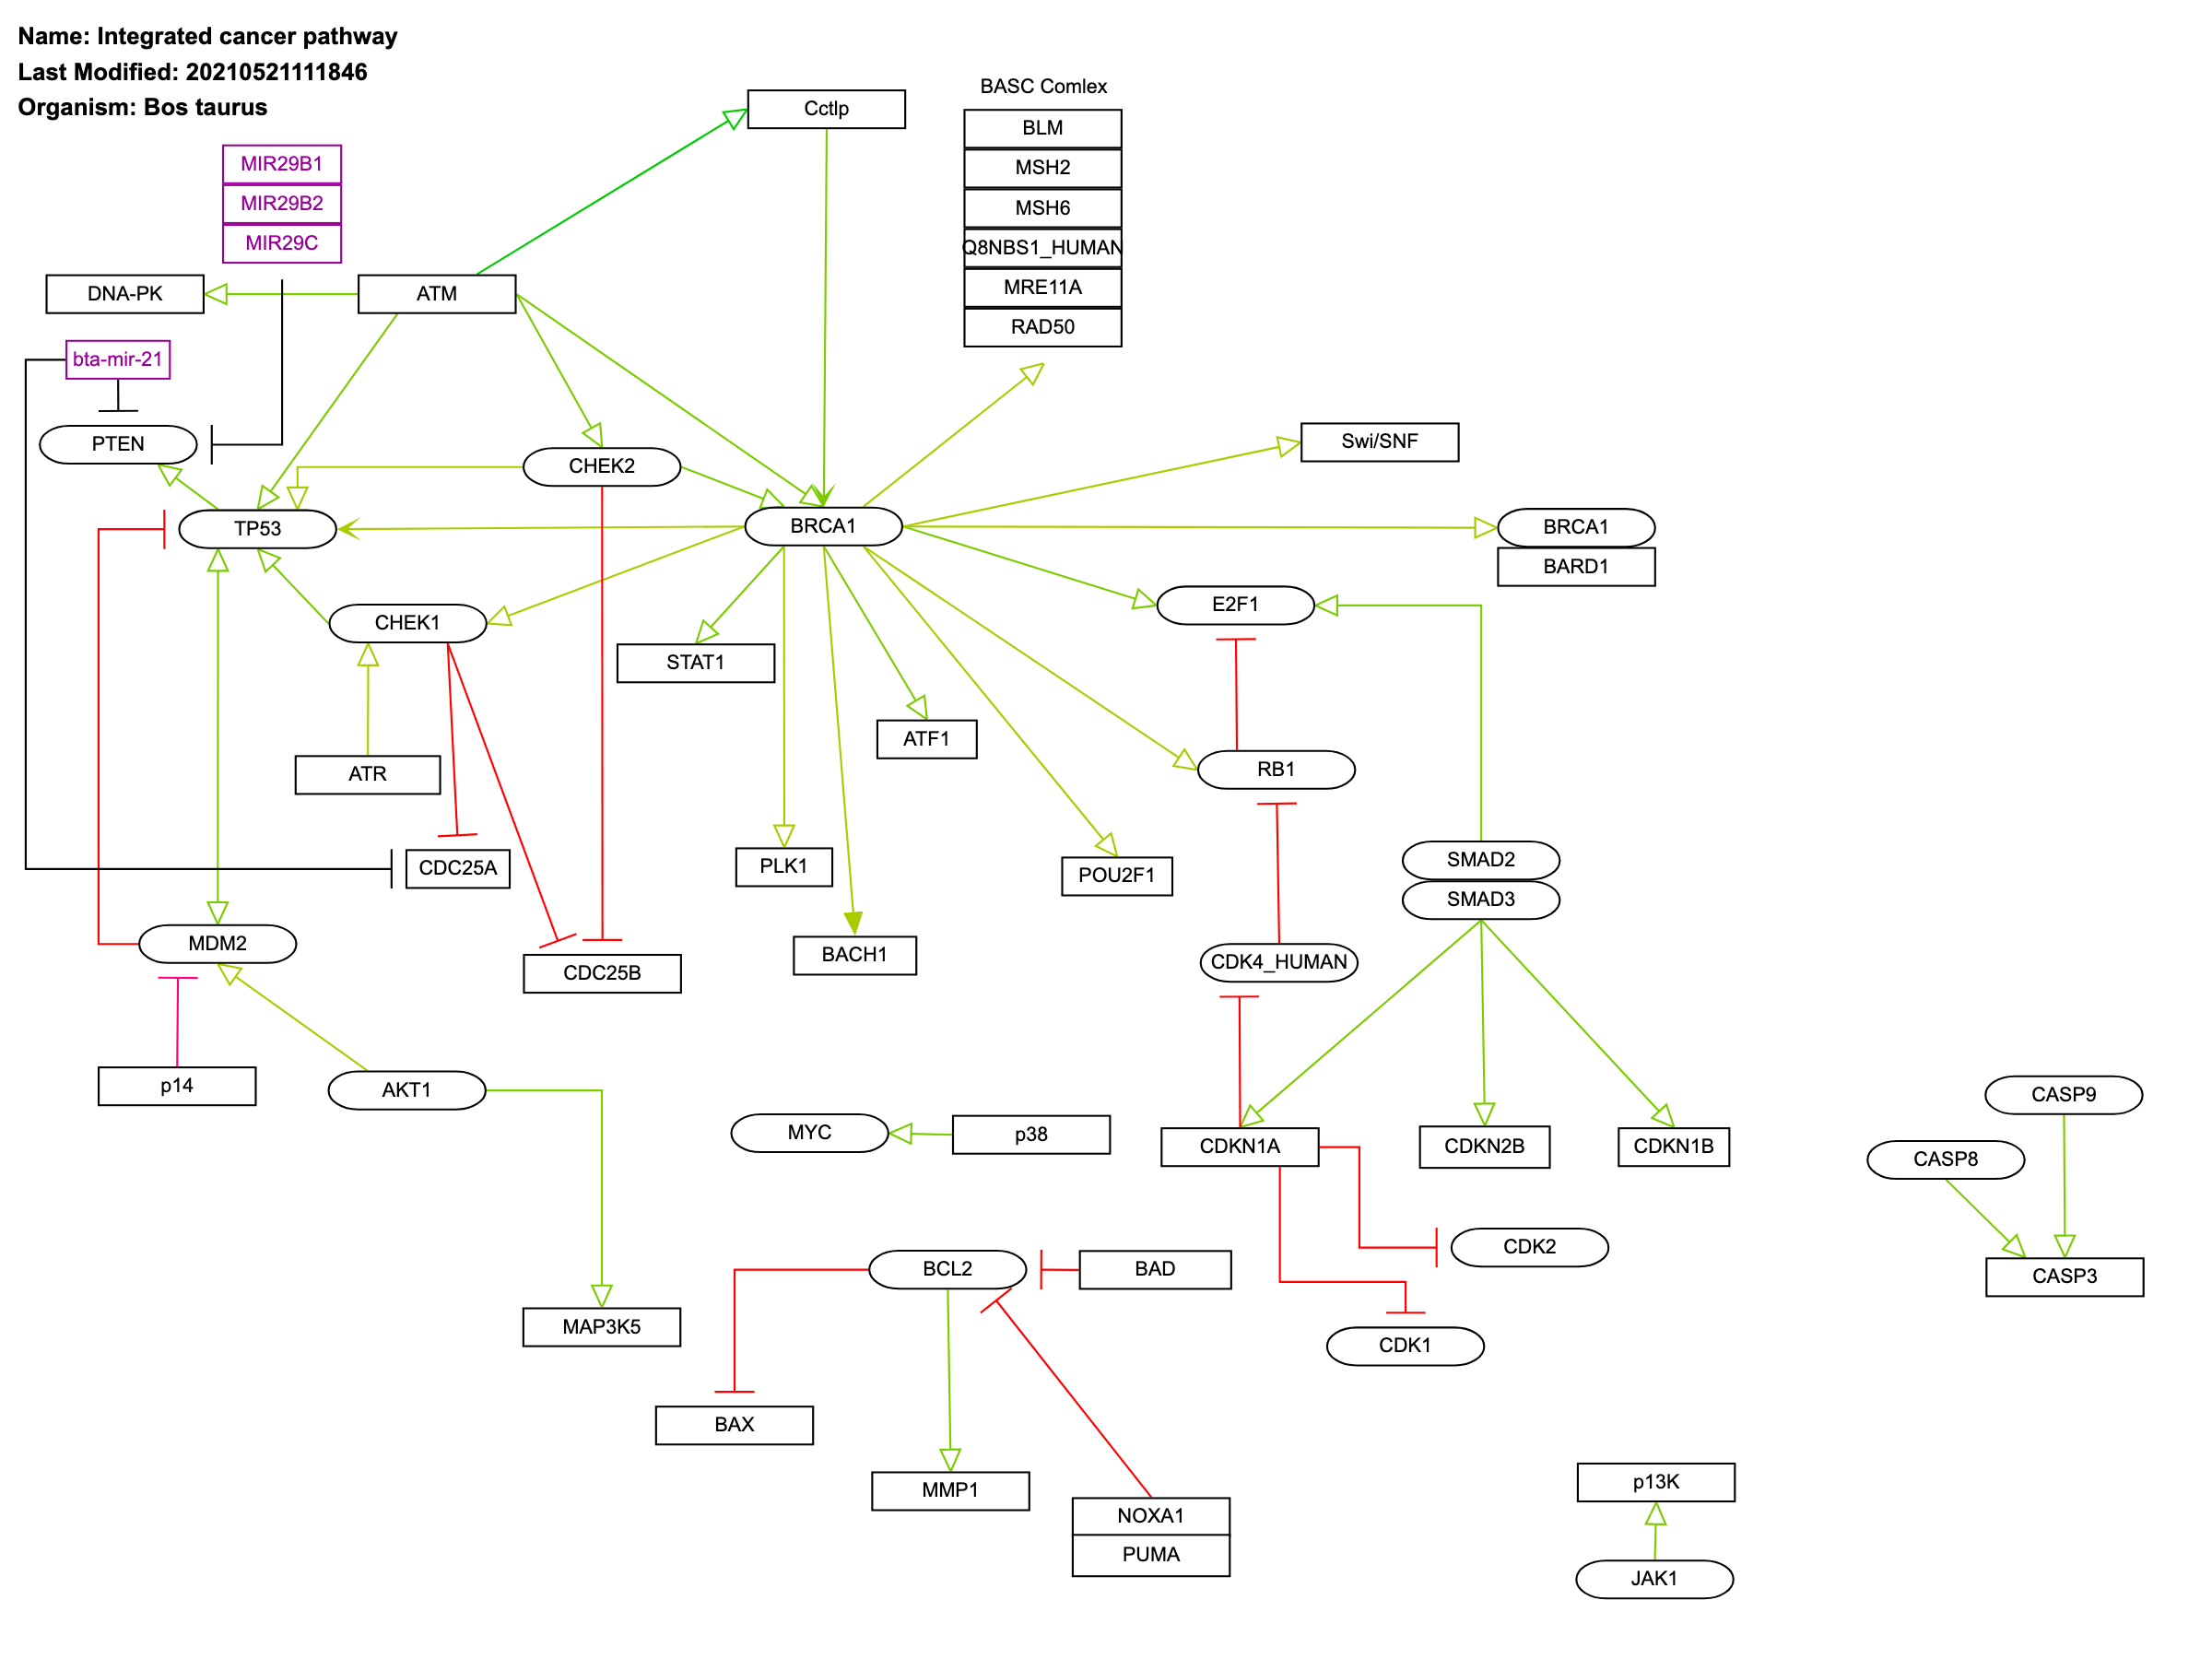 Name: Integrated cancer pathway
Last Modified: 20210521111846
Organism: Bos taurus
BASC Comlex
Cctlp
BLM
MSH2
MSH6
Q8NBS1_HUMAN
MRE11A
RAD50
MIR29B1
MIR29B2
MIR29C
DNA-PK
ATM
bta-mir-21
PTEN
CHEK2
Swi/SNF
TP53
BRCA1
BRCA1
BARD1
CHEK1
E2F1
STAT1
ATF1
ATR
RB1
CDC25A
PLK1
POU2F1
SMAD2
SMAD3
MDM2
BACH1
CDC25B
CDK4_HUMAN
p14
AKT1
MYC
p38
CDKN1A
CDKN2B
CDKN1B
CASP9
CASP8
CDK2
BCL2
BAD
CASP3
MAP3K5
CDK1
BAX
MMP1
NOXA1
PUMA
p13K
JAK1